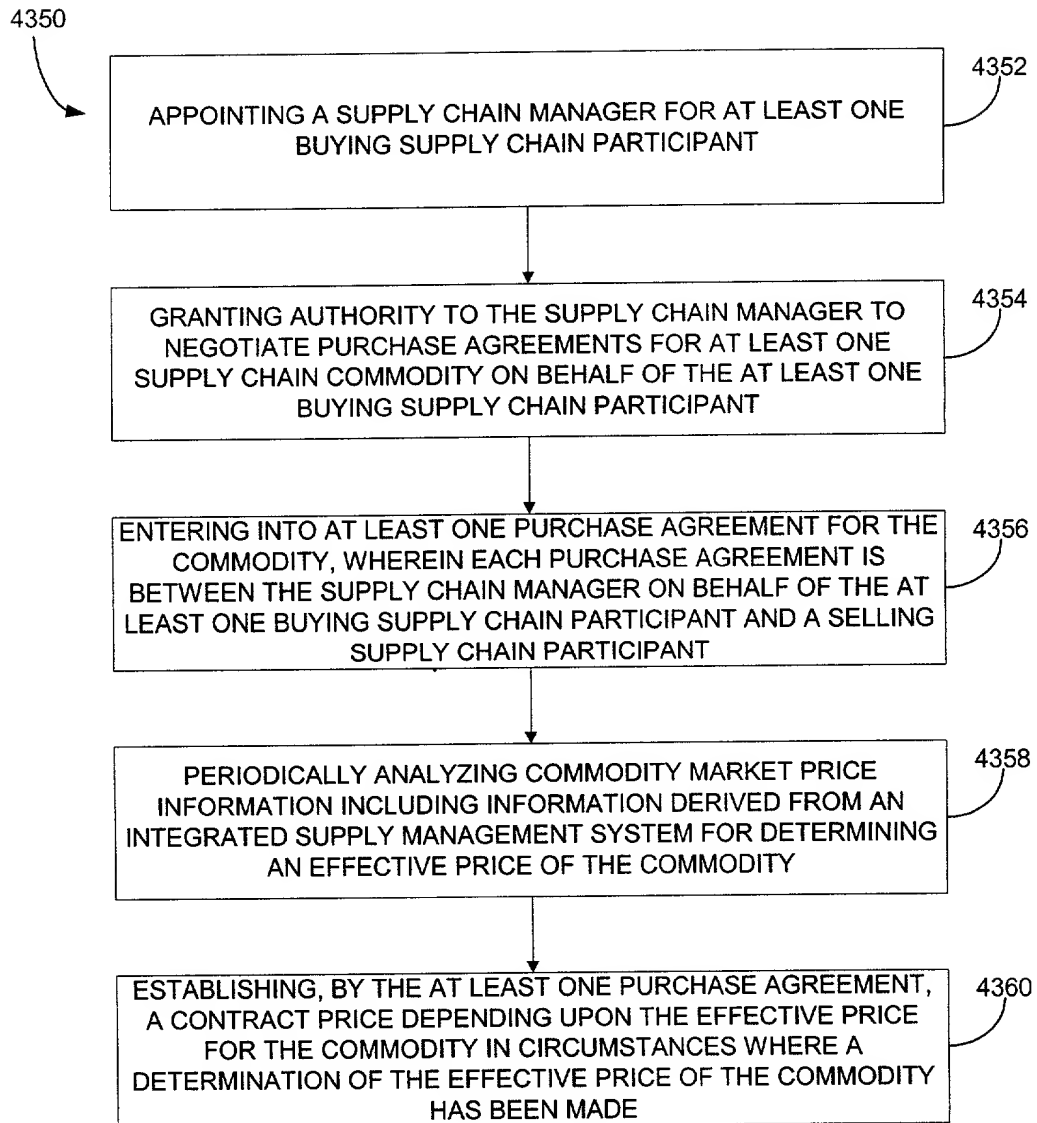 4350
4352
APPOINTING A SUPPLY CHAIN MANAGER FOR AT LEAST ONE
BUYING SUPPLY CHAIN PARTICIPANT
4354
GRANTING AUTHORITY TO THE SUPPLY CHAIN MANAGER TO
NEGOTIATE PURCHASE AGREEMENTS FOR AT LEAST ONE
SUPPLY CHAIN COMMODITY ON BEHALF OF THE AT LEAST ONE
BUYING SUPPLY CHAIN PARTICIPANT
4356
ENTERING INTO AT LEAST ONE PURCHASE AGREEMENT FOR THE
COMMODITY, WHEREIN EACH PURCHASE AGREEMENT IS
BETWEEN THE SUPPLY CHAIN MANAGER ON BEHALF OF THE AT
LEAST ONE BUYING SUPPLY CHAIN PARTICIPANT AND A SELLING
SUPPLY CHAIN PARTICIPANT
4358
PERIODICALLY ANALYZING COMMODITY MARKET PRICE
INFORMATION INCLUDING INFORMATION DERIVED FROM AN
INTEGRATED SUPPLY MANAGEMENT SYSTEM FOR DETERMINING
AN EFFECTIVE PRICE OF THE COMMODITY
4360
ESTABLISHING, BY THE AT LEAST ONE PURCHASE AGREEMENT,
A CONTRACT PRICE DEPENDING UPON THE EFFECTIVE PRICE
FOR THE COMMODITY IN CIRCUMSTANCES WHERE A
DETERMINATION OF THE EFFECTIVE PRICE OF THE COMMODITY
HAS BEEN MADE